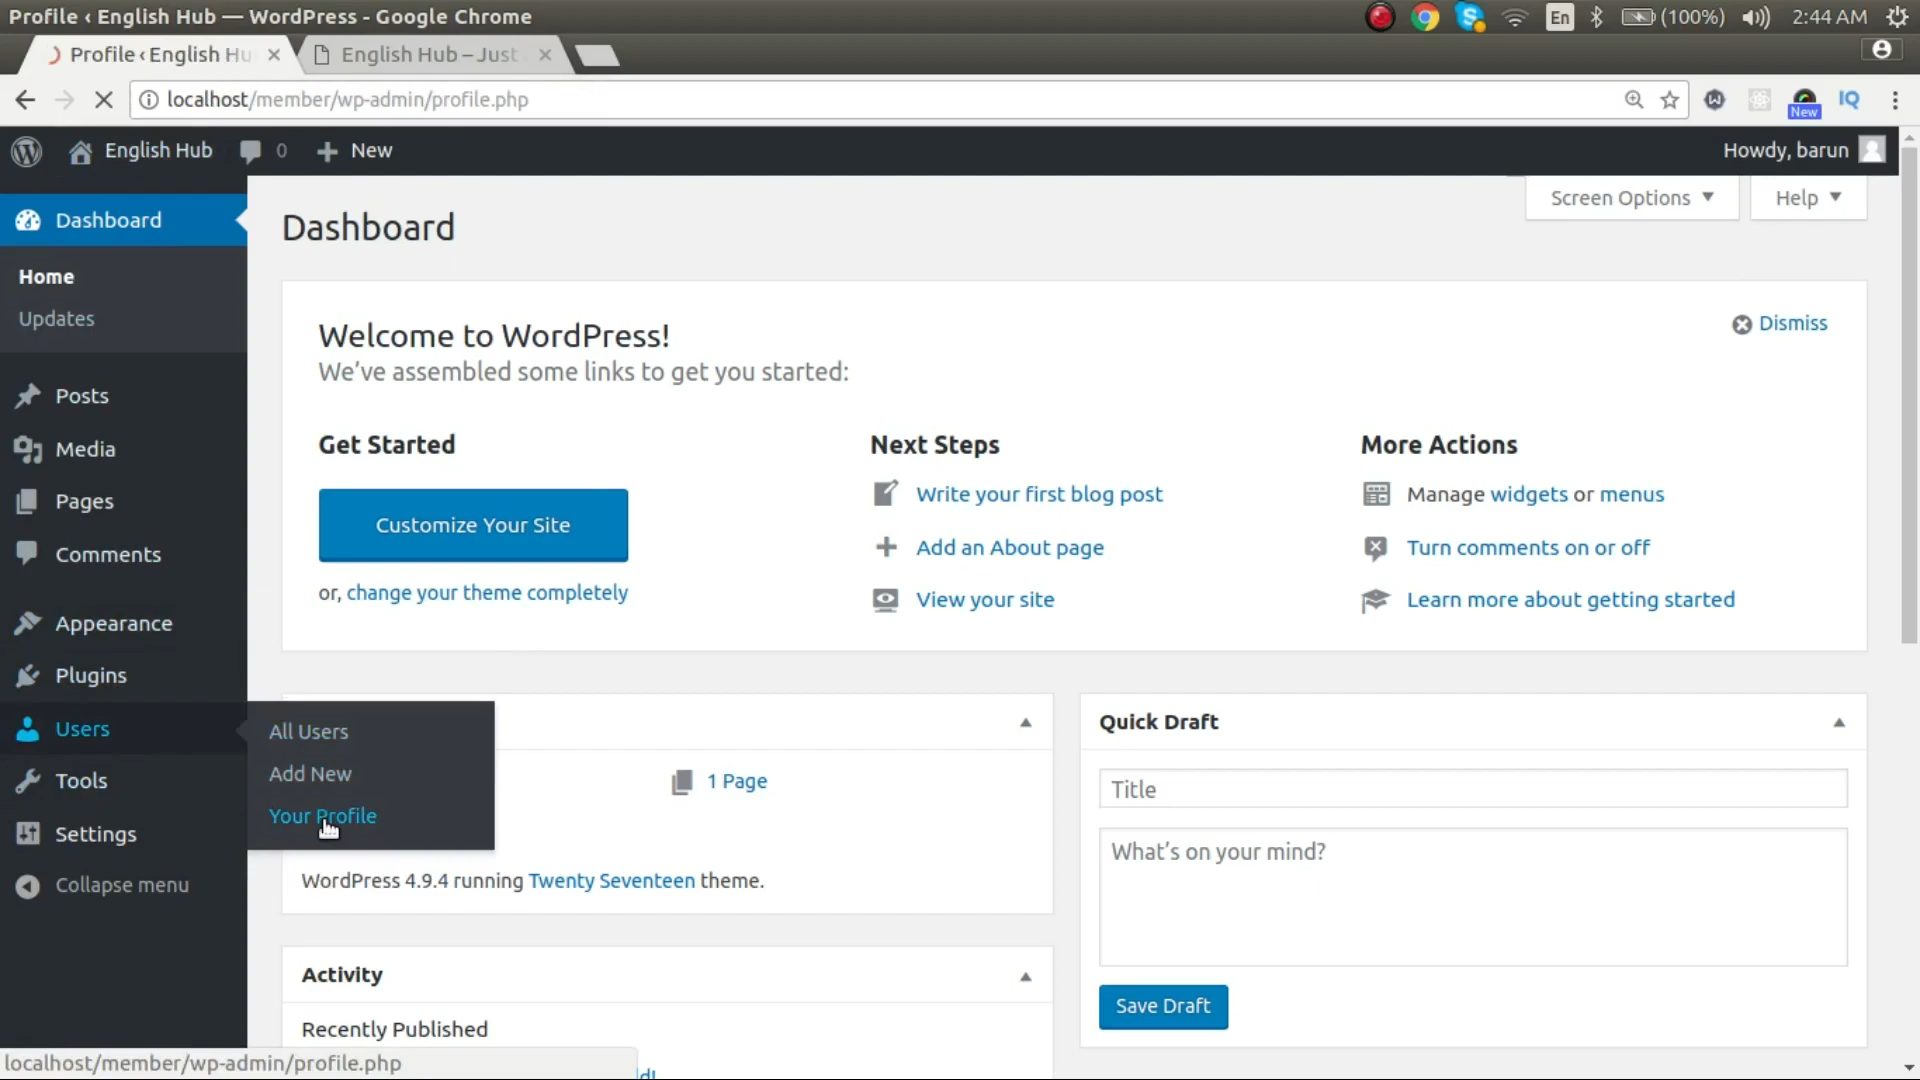 Profile ‹ English Hub — WordPress - Google Chrome
En
(100%)
2:44 AM
Profile ‹ English Hu
English Hub – Just
localhost/member/wp-admin/profile.php
New
IQ
English Hub
0
New
Howdy, barun
Dashboard
Home
Updates
Posts
Media
Pages
Comments
Appearance
Plugins
Users
Tools
Settings
Collapse menu
All Users
Add New
Your Profile
Screen Options
Help
Dashboard
Welcome to WordPress!
We’ve assembled some links to get you started:
Dismiss
Get Started
Customize Your Site
or, change your theme completely
Next Steps
Write your first blog post
Add an About page
View your site
More Actions
Manage widgets or menus
Turn comments on or off
Learn more about getting started
1 Page
WordPress 4.9.4 running Twenty Seventeen theme.
Activity
Recently Published
Quick Draft
Title
What’s on your mind?
Save Draft
localhost/member/wp-admin/profile.php